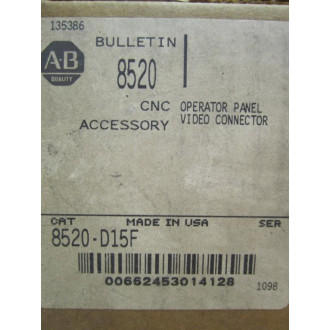 135386
BULLETIN
A-B
QUALITY
8520
CNC OPERATOR PANEL
ACCESSORY VIDEO CONNECTOR
CAT MADE IN USA SER
8520-D15F
00662453014128
1098